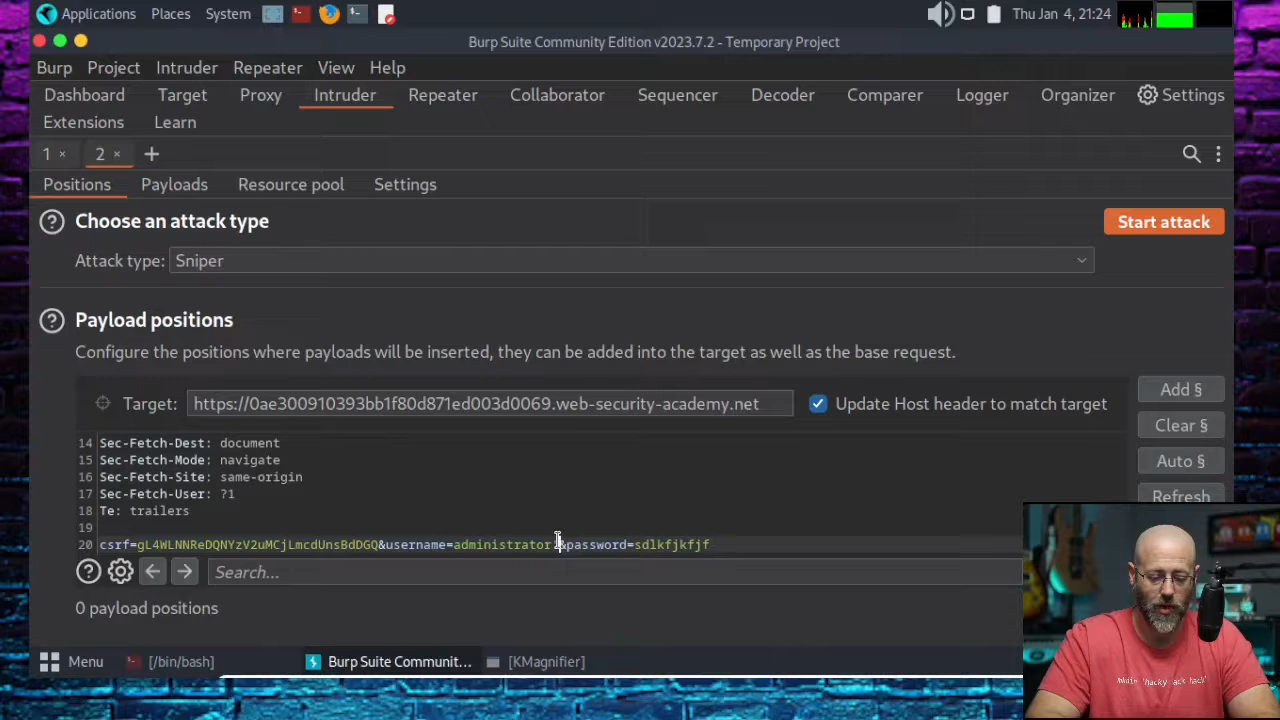 Applications Places System Thu Jan 4, 21:24
Burp Suite Community Edition v2023.7.2 - Temporary Project
Burp Project Intruder Repeater View Help
Dashboard Target Proxy Intruder Repeater Collaborator Sequencer Decoder Comparer Logger Organizer Settings
Extensions Learn
1 × 2 × +
Positions Payloads Resource pool Settings
? Choose an attack type Start attack
Attack type: Sniper
? Payload positions
Configure the positions where payloads will be inserted, they can be added into the target as well as the base request.
Add §
Target: https://0ae300910393bb1f80d871ed003d0069.web-security-academy.net Update Host header to match target
Clear §
14 Sec-Fetch-Dest: document
15 Sec-Fetch-Mode: navigate
Auto §
16 Sec-Fetch-Site: same-origin
17 Sec-Fetch-User: ?1
Refresh
18 Te: trailers
19
20 csrf=gL4WLNNReDQNYzV2uMCjLmcdUnsBdDGQ&username=administrator &password=sdlkfjkfjf
? Search...
0 payload positions
Menu [/bin/bash] Burp Suite Communit... [KMagnifier]
mkdir 'hacky ack hack'